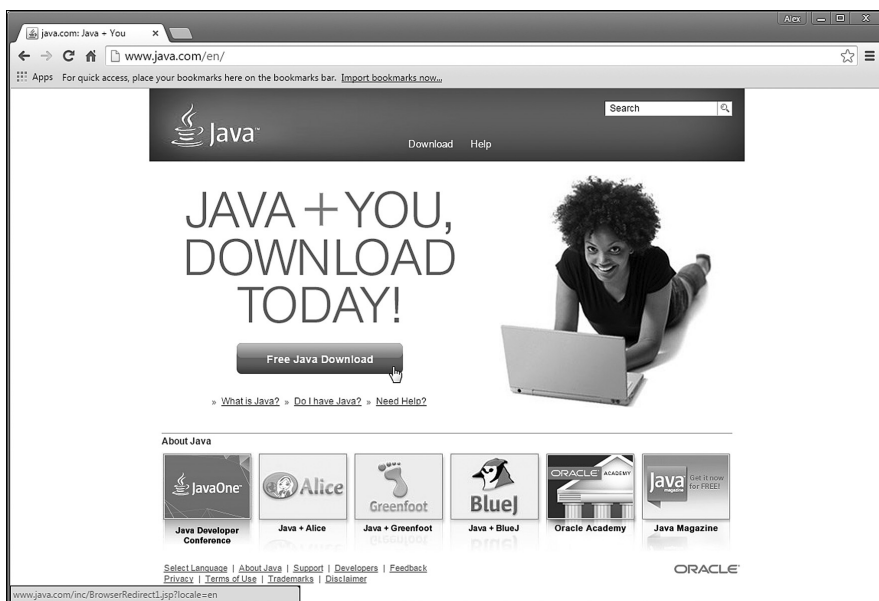 Alex
java.com: Java + You
www.java.com/en/
Apps For quick access, place your bookmarks here on the bookmarks bar. Import bookmarks now...
Java™
Search
Download Help
JAVA + YOU,
DOWNLOAD
TODAY!
Free Java Download
» What is Java? » Do I have Java? » Need Help?
About Java
JavaOne
Alice
Greenfoot
BlueJ
ORACLE ACADEMY
Java
magazine
Get it now
for FREE!
Java Developer
Conference
Java + Alice
Java + Greenfoot
Java + BlueJ
Oracle Academy
Java Magazine
Select Language | About Java | Support | Developers | Feedback
Privacy | Terms of Use | Trademarks | Disclaimer
ORACLE
www.java.com/inc/BrowserRedirect1.jsp?locale=en